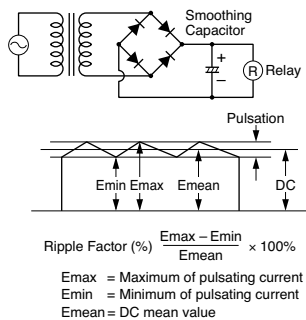 Smoothing
Capacitor
+
−
R
Relay
Pulsation
Emin Emax Emean DC
Ripple Factor (%) Emax – Emin / Emean × 100%
Emax = Maximum of pulsating current
Emin = Minimum of pulsating current
Emean = DC mean value